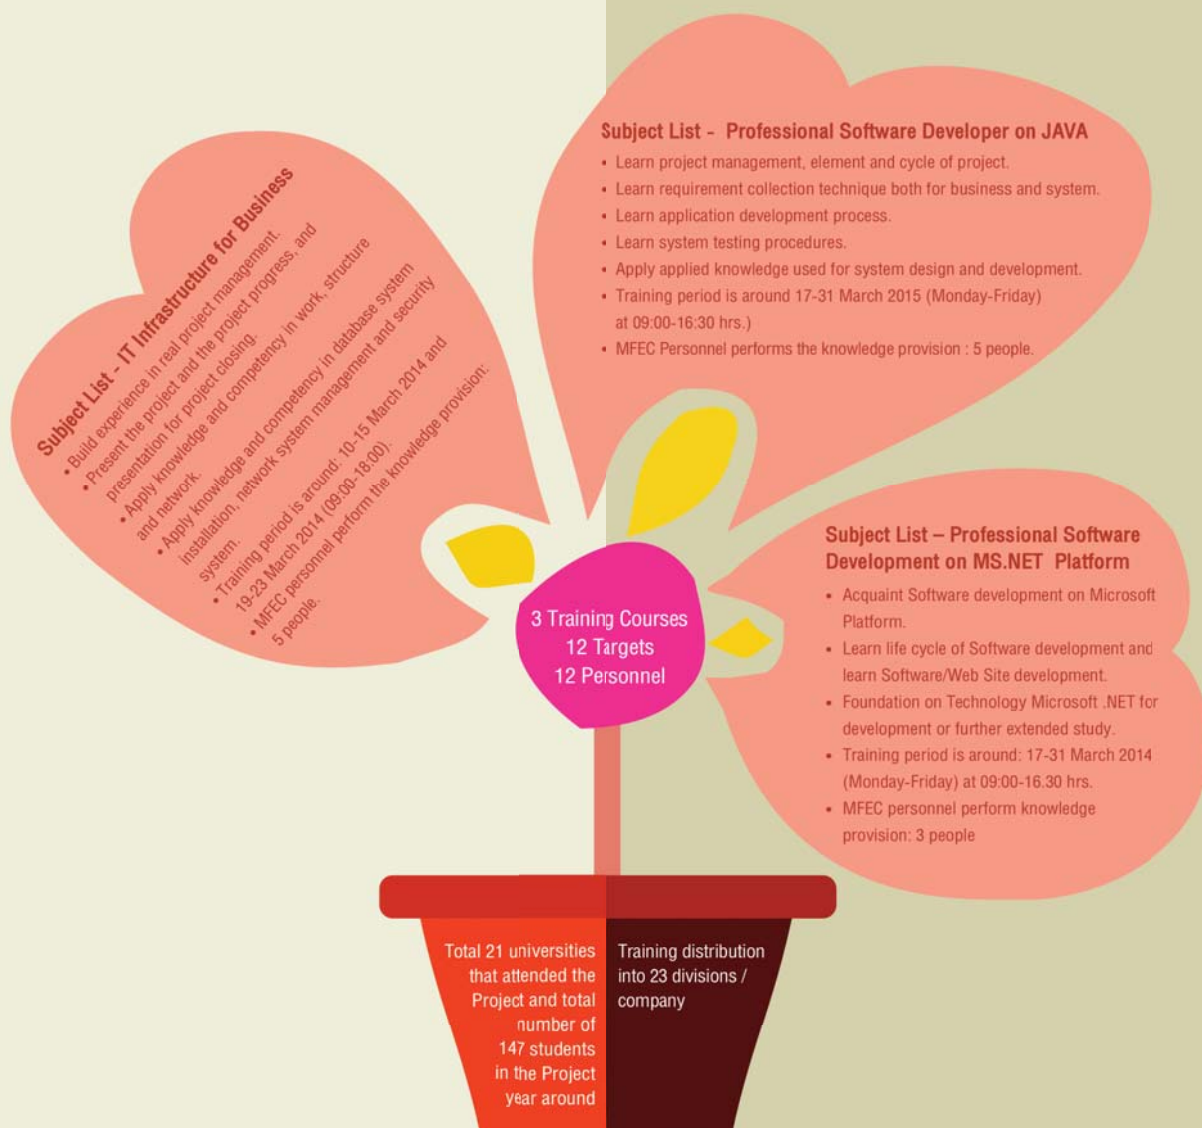 Subject List - IT Infrastructure for Business
• Build experience in real project management.
• Present the project and the project progress, and
presentation for project closing.
• Apply knowledge and competency in work, structure
and network.
• Apply knowledge and competency in database system
installation, network system management and security
system.
• Training period is around: 10-15 March 2014 and
19-23 March 2014 (09:00-18:00).
• MFEC personnel perform the knowledge provision:
5 people.
Subject List - Professional Software Developer on JAVA
• Learn project management, element and cycle of project.
• Learn requirement collection technique both for business and system.
• Learn application development process.
• Learn system testing procedures.
• Apply applied knowledge used for system design and development.
• Training period is around 17-31 March 2015 (Monday-Friday)
at 09:00-16:30 hrs.)
• MFEC Personnel performs the knowledge provision : 5 people.
Subject List – Professional Software
Development on MS.NET Platform
• Acquaint Software development on Microsoft
Platform.
• Learn life cycle of Software development and
learn Software/Web Site development.
• Foundation on Technology Microsoft .NET for
development or further extended study.
• Training period is around: 17-31 March 2014
(Monday-Friday) at 09:00-16.30 hrs.
• MFEC personnel perform knowledge
provision: 3 people
3 Training Courses
12 Targets
12 Personnel
Total 21 universities
that attended the
Project and total
number of
147 students
in the Project
year around
Training distribution
into 23 divisions /
company